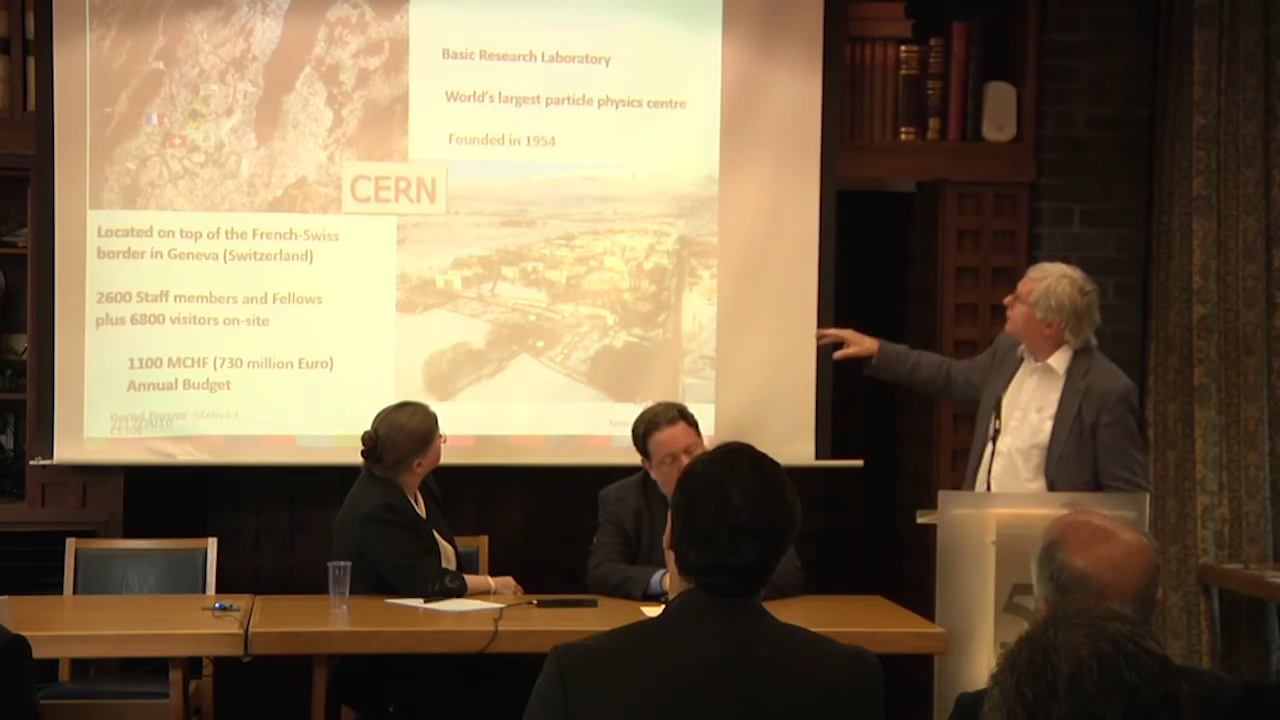 Basic Research Laboratory
World's largest particle physics centre
Founded in 1954
CERN
Located on top of the French-Swiss
border in Geneva (Switzerland)
2600 Staff members and Fellows
plus 6800 visitors on-site
1100 MCHF (730 million Euro)
Annual Budget
5